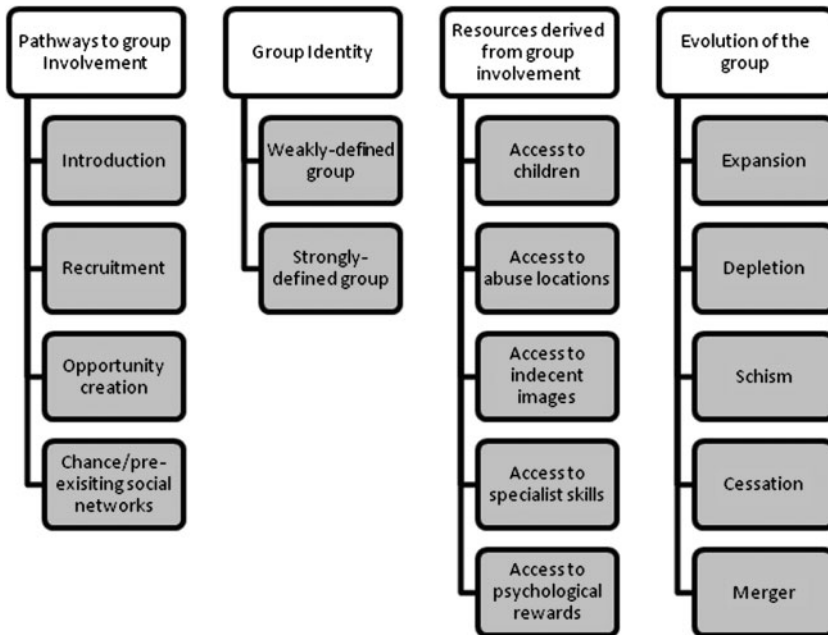 Pathways to group
Involvement
Introduction
Recruitment
Opportunity
creation
Chance/pre-
exisiting social
networks
Group Identity
Weakly-defined
group
Strongly-
defined group
Resources derived
from group
involvement
Access to
children
Access to
abuse locations
Access to
indecent
images
Access to
specialist skills
Access to
psychological
rewards
Evolution of the
group
Expansion
Depletion
Schism
Cessation
Merger